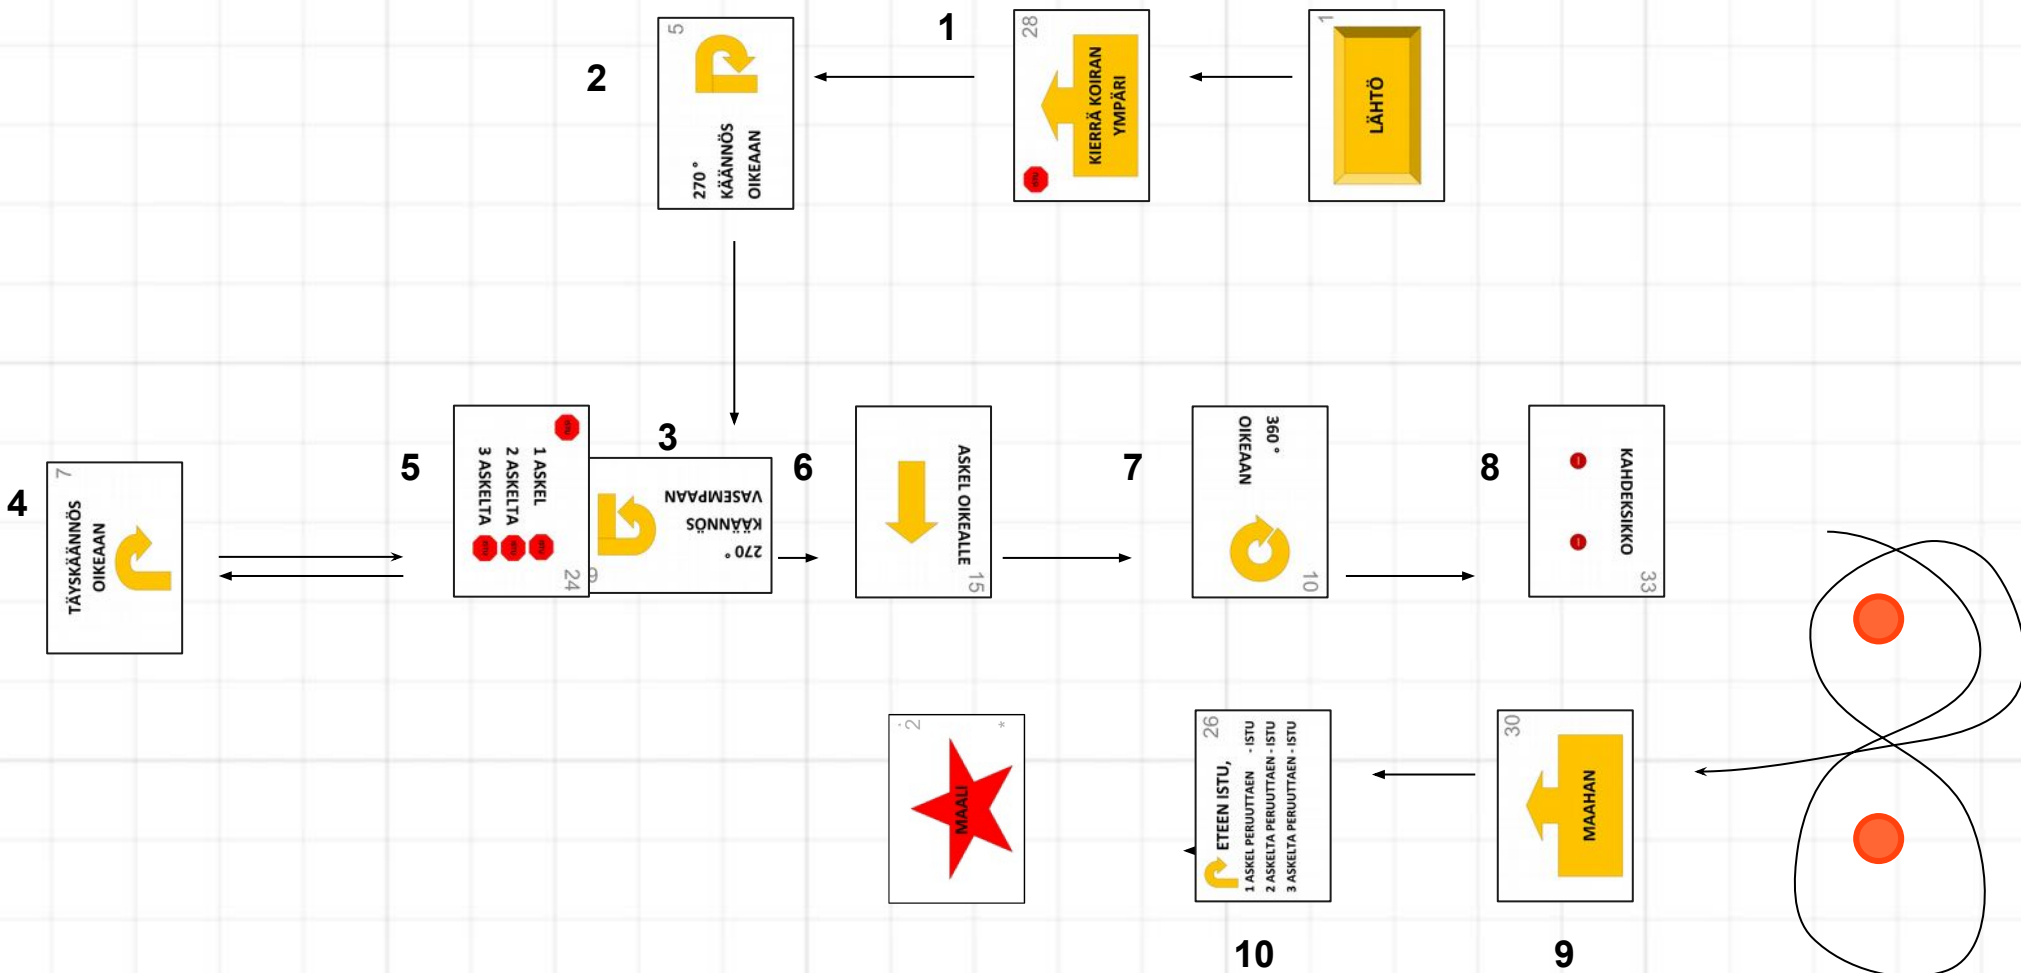 1
LÄHTÖ
1
28
KIERRÄ KOIRAN
YMPÄRI
2
5
270°
KÄÄNNÖS
OIKEAAN
3
270°
KÄÄNNÖS
VASEMPAAN
4
7
TÄYSKÄÄNNÖS
OIKEAAN
5
1 ASKEL
2 ASKELTA
3 ASKELTA
24
6
ASKEL OIKEALLE
15
7
360°
OIKEAAN
10
8
KAHDEKSIKKO
33
9
30
MAAHAN
10
26
ETEEN ISTU,
1 ASKEL PERUUTTAEN - ISTU
2 ASKELTA PERUUTTAEN - ISTU
3 ASKELTA PERUUTTAEN - ISTU
2
*
MAALI